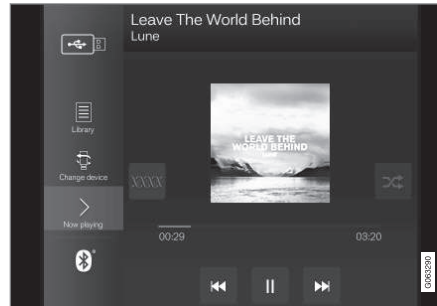 Leave The World Behind
Lune
Library
Change device
Now playing
LEAVE THE
WORLD BEHIND
LUNE
XXXX
00:29
03:20
G063290